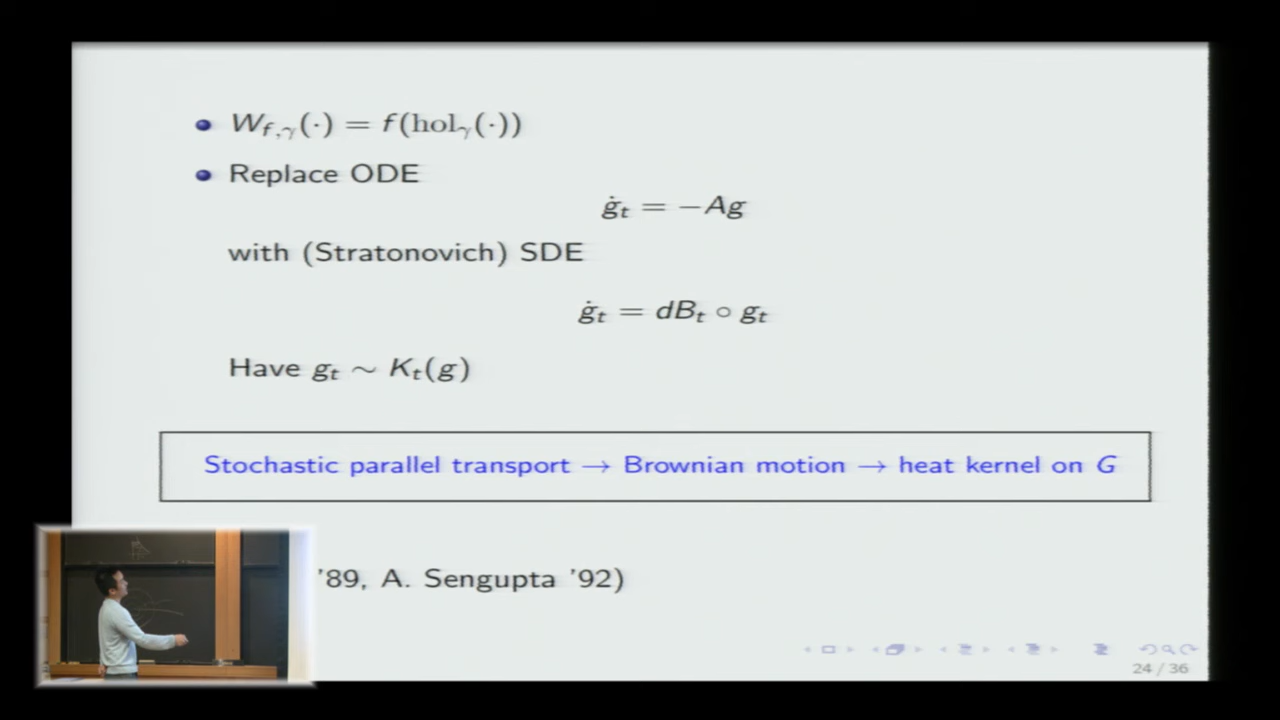 W_{f,γ}(·) = f(hol_γ(·))
Replace ODE
ġ_t = −Ag
with (Stratonovich) SDE
ġ_t = dB_t ∘ g_t
Have g_t ∼ K_t(g)
Stochastic parallel transport → Brownian motion → heat kernel on G
'89, A. Sengupta '92)
24 / 36